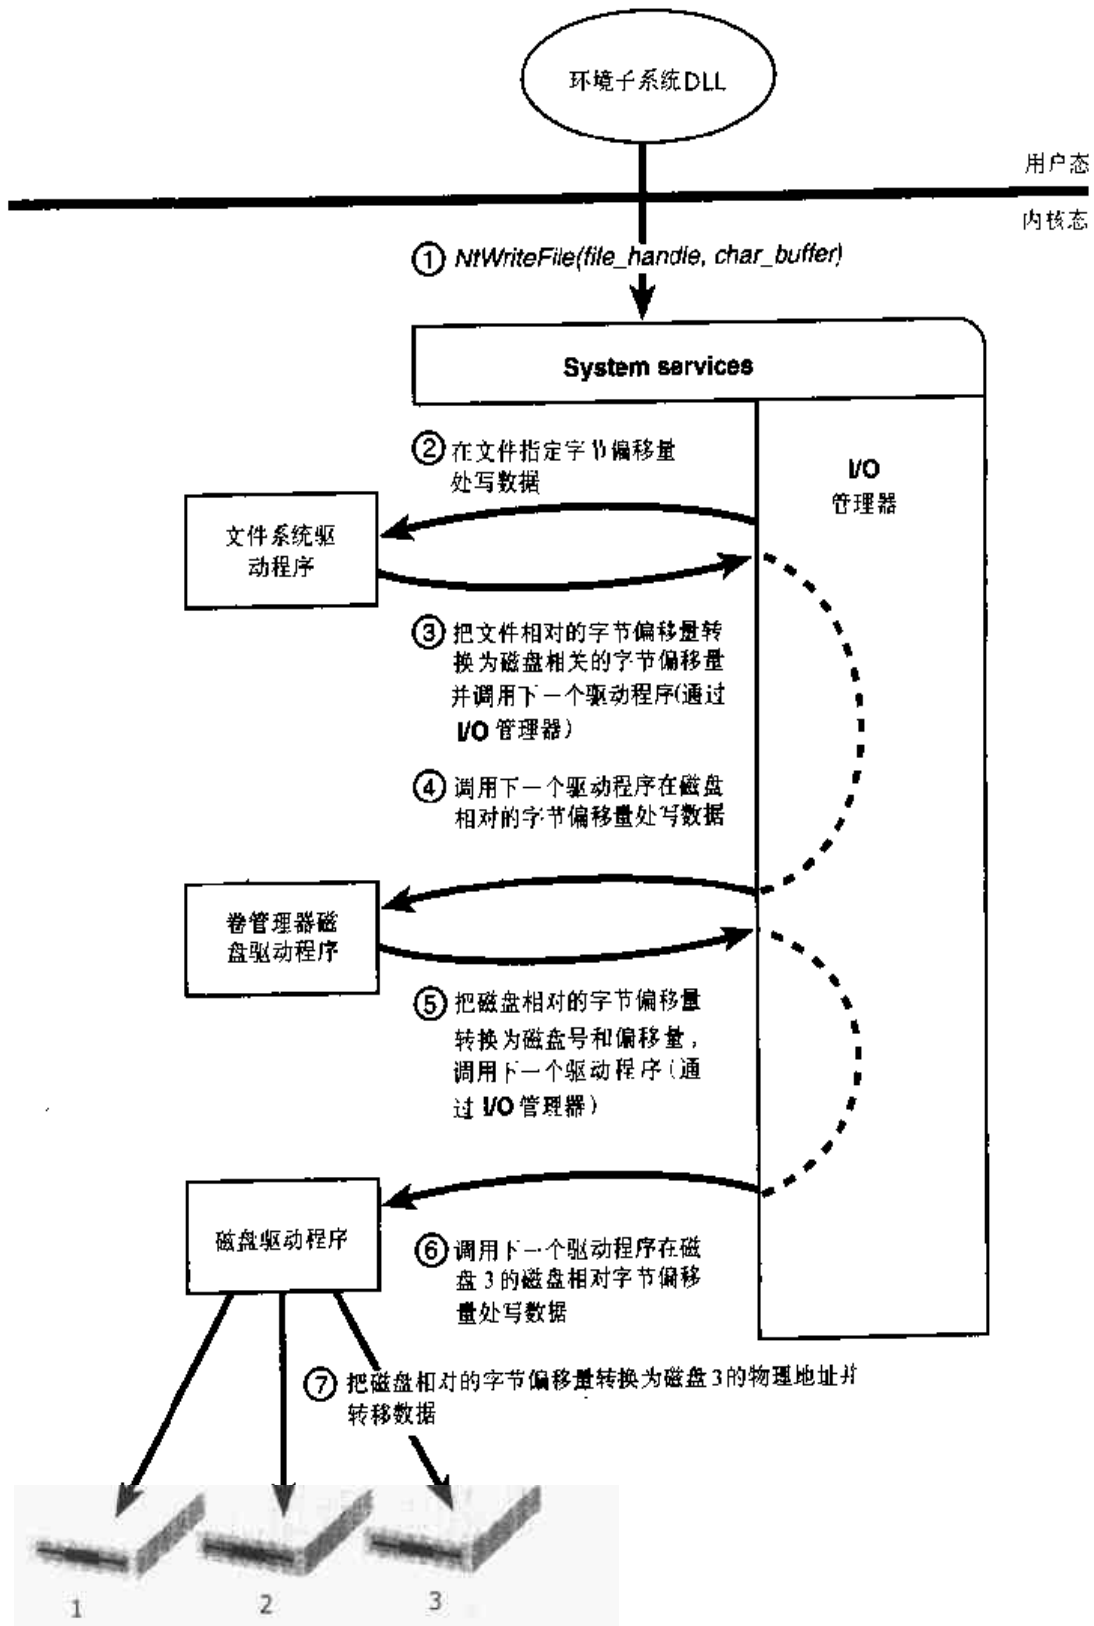 环境子系统DLL
用户态
内核态
① NtWriteFile(file_handle, char_buffer)
System services
② 在文件指定字节偏移量
处写数据
I/O
管理器
文件系统驱
动程序
③ 把文件相对的字节偏移量转
换为磁盘相关的字节偏移量
并调用下一个驱动程序(通过
I/O 管理器)
④ 调用下一个驱动程序在磁盘
相对的字节偏移量处写数据
卷管理器磁
盘驱动程序
⑤ 把磁盘相对的字节偏移量
转换为磁盘号和偏移量，
调用下一个驱动程序(通
过 I/O 管理器)
磁盘驱动程序
⑥ 调用下一个驱动程序在磁
盘 3 的磁盘相对字节偏移
量处写数据
⑦ 把磁盘相对的字节偏移量转换为磁盘 3 的物理地址并
转移数据
1
2
3